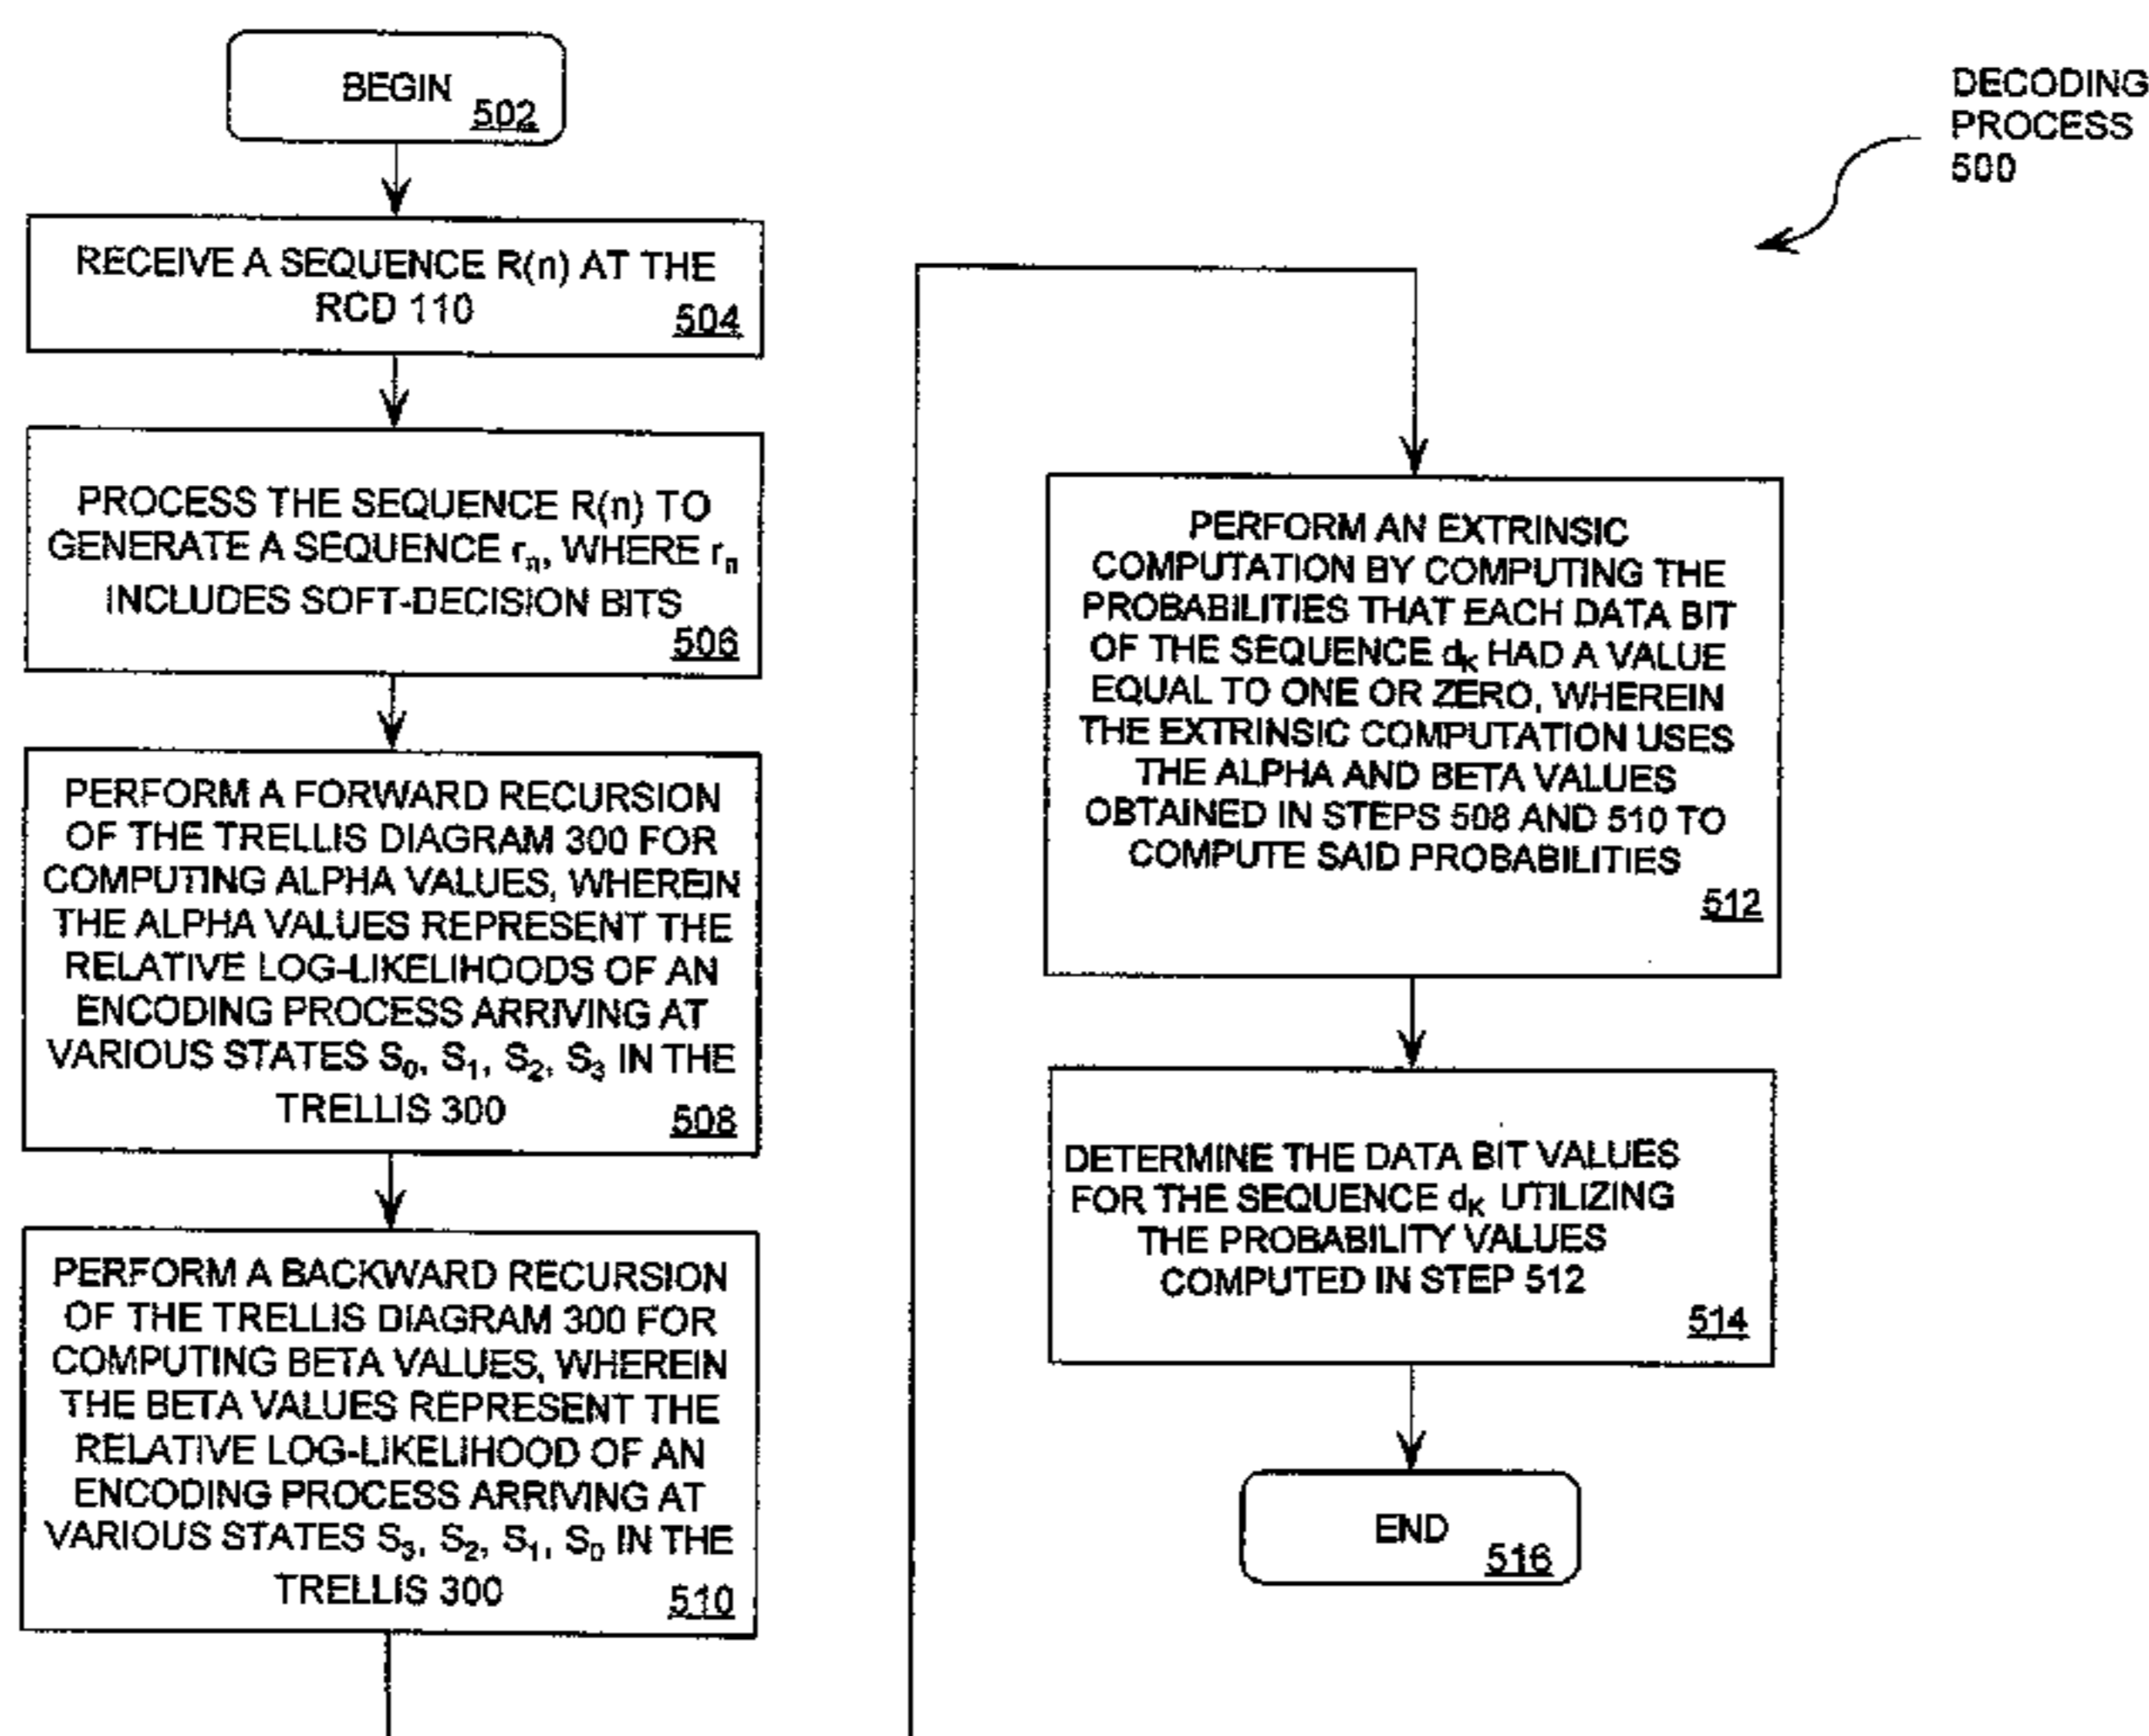 BEGIN
502
RECEIVE A SEQUENCE R(n) AT THE
RCD 110
504
PROCESS THE SEQUENCE R(n) TO
GENERATE A SEQUENCE rₙ, WHERE rₙ
INCLUDES SOFT-DECISION BITS
506
PERFORM A FORWARD RECURSION
OF THE TRELLIS DIAGRAM 300 FOR
COMPUTING ALPHA VALUES, WHEREIN
THE ALPHA VALUES REPRESENT THE
RELATIVE LOG-LIKELIHOODS OF AN
ENCODING PROCESS ARRIVING AT
VARIOUS STATES S₀, S₁, S₂, S₃ IN THE
TRELLIS 300
508
PERFORM A BACKWARD RECURSION
OF THE TRELLIS DIAGRAM 300 FOR
COMPUTING BETA VALUES, WHEREIN
THE BETA VALUES REPRESENT THE
RELATIVE LOG-LIKELIHOOD OF AN
ENCODING PROCESS ARRIVING AT
VARIOUS STATES S₃, S₂, S₁, S₀ IN THE
TRELLIS 300
510
DECODING
PROCESS
500
PERFORM AN EXTRINSIC
COMPUTATION BY COMPUTING THE
PROBABILITIES THAT EACH DATA BIT
OF THE SEQUENCE dK HAD A VALUE
EQUAL TO ONE OR ZERO, WHEREIN
THE EXTRINSIC COMPUTATION USES
THE ALPHA AND BETA VALUES
OBTAINED IN STEPS 508 AND 510 TO
COMPUTE SAID PROBABILITIES
512
DETERMINE THE DATA BIT VALUES
FOR THE SEQUENCE dK UTILIZING
THE PROBABILITY VALUES
COMPUTED IN STEP 512
514
END
516